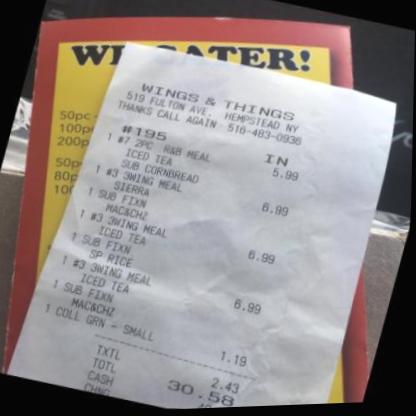 WE CATER!
50pc
100p
200p
50p
80p
100
WINGS & THINGS
519 FULTON AVE. HEMPSTEAD NY
THANKS CALL AGAIN 516-483-0936
#195 IN
1 #7 2PC R&B MEAL 5.99
ICED TEA
SUB CORNBREAD
1 #3 3WING MEAL 6.99
SIERRA
1 SUB FIXN
MAC&CHZ
1 #3 3WING MEAL 6.99
ICED TEA
1 SUB FIXN
SP RICE
1 #3 3WING MEAL 6.99
ICED TEA
1 SUB FIXN
MAC&CHZ
1 COLL GRN - SMALL 1.19
TXTL 2.43
TOTL 30.58
CASH
CHNG